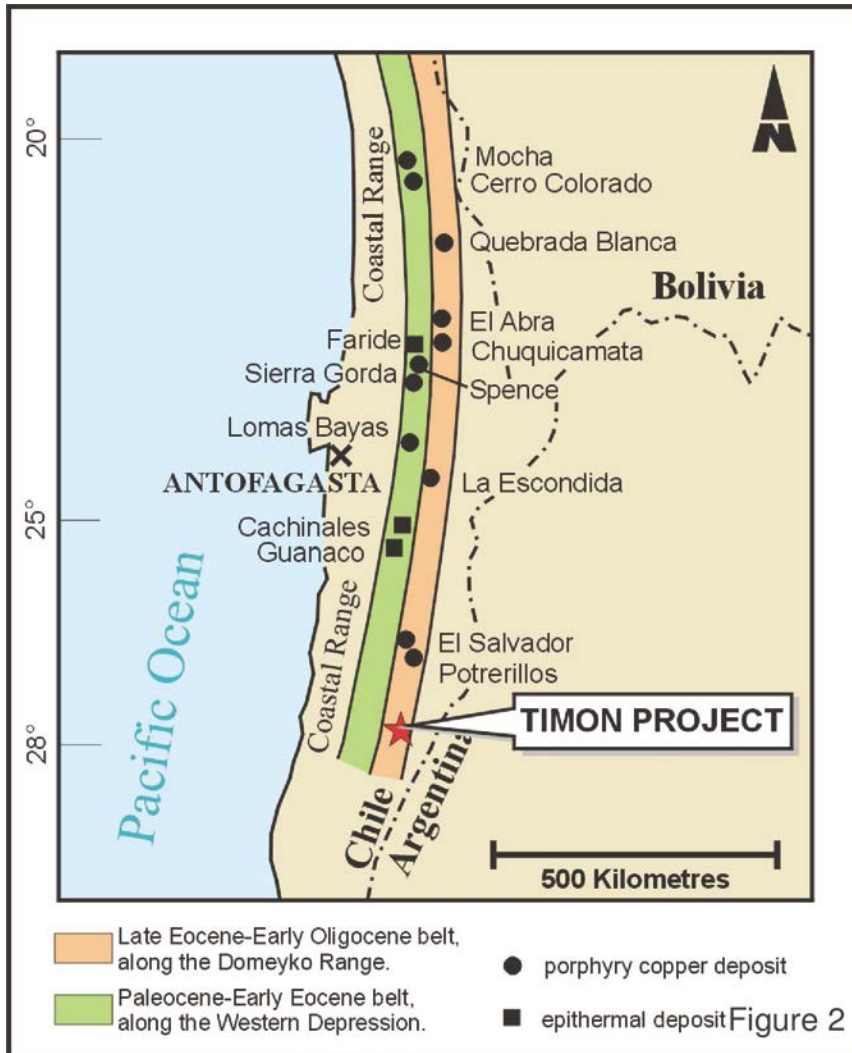 20°
25°
28°
Pacific Ocean
Coastal Range
Coastal Range
N
Mocha
Cerro Colorado
Quebrada Blanca
Bolivia
El Abra
Chuquicamata
Faride
Sierra Gorda
Spence
Lomas Bayas
ANTOFAGASTA
La Escondida
Cachinales
Guanaco
El Salvador
Potrerillos
TIMON PROJECT
Chile
Argentina
500 Kilometres
Late Eocene-Early Oligocene belt,
along the Domeyko Range.
Paleocene-Early Eocene belt,
along the Western Depression.
porphyry copper deposit
epithermal deposit
Figure 2